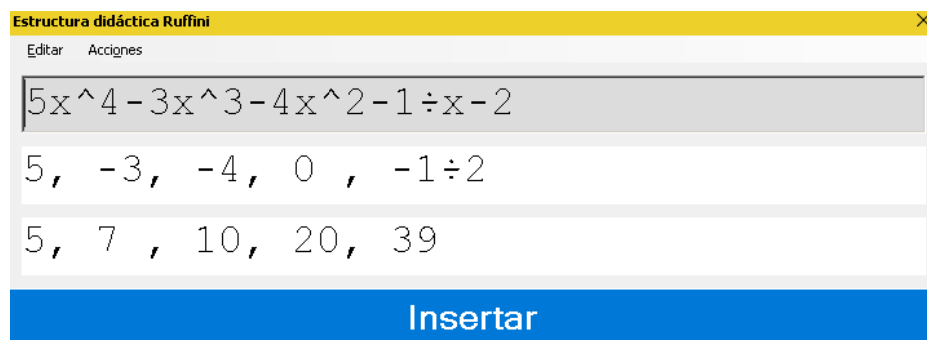 Estructura didáctica Ruffini
Editar Acciones
5x^4-3x^3-4x^2-1÷x-2
5, -3, -4, 0 , -1÷2
5, 7 , 10, 20, 39
Insertar